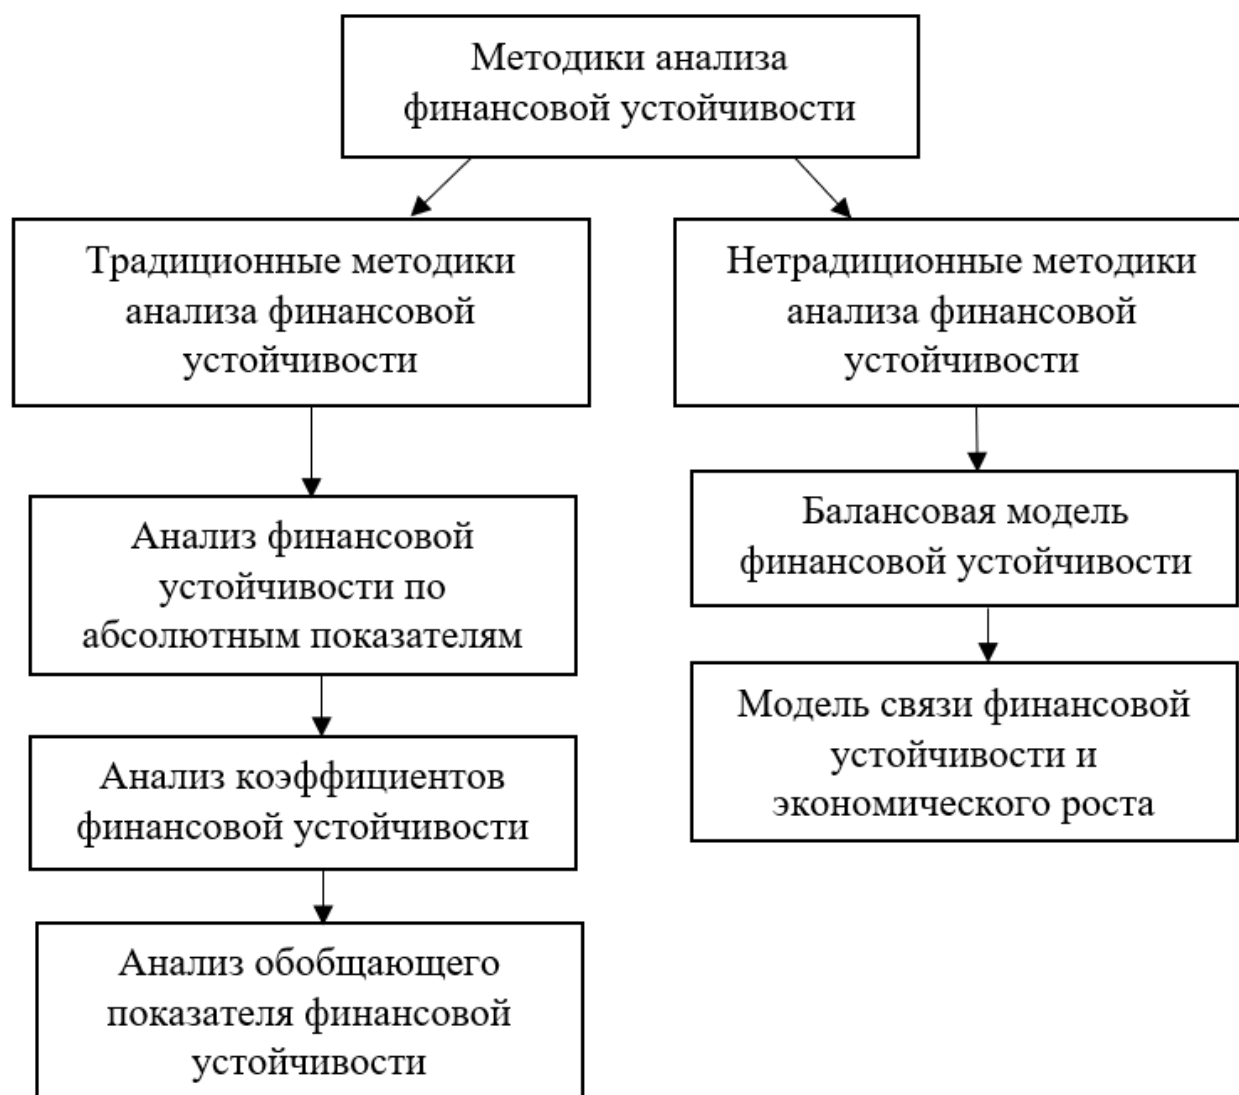 Методики анализа
финансовой устойчивости
Традиционные методики
анализа финансовой
устойчивости
Нетрадиционные методики
анализа финансовой
устойчивости
Анализ финансовой
устойчивости по
абсолютным показателям
Анализ коэффициентов
финансовой устойчивости
Анализ обобщающего
показателя финансовой
устойчивости
Балансовая модель
финансовой устойчивости
Модель связи финансовой
устойчивости и
экономического роста